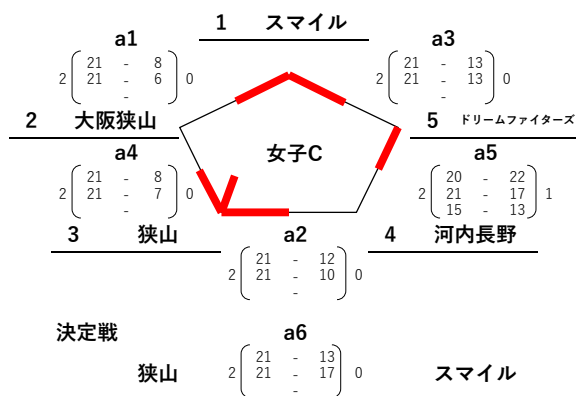 1 スマイル
a1
21 - 8
2 21 - 6 0
-
a3
21 - 13
2 21 - 13 0
-
2 大阪狭山
5 ドリームファイターズ
女子C
a4
21 - 8
2 21 - 7 0
-
a5
20 - 22
2 21 - 17 1
15 - 13
3 狭山
a2
4 河内長野
21 - 12
2 21 - 10 0
-
決定戦
a6
21 - 13
狭山 2 21 - 17 0 スマイル
-